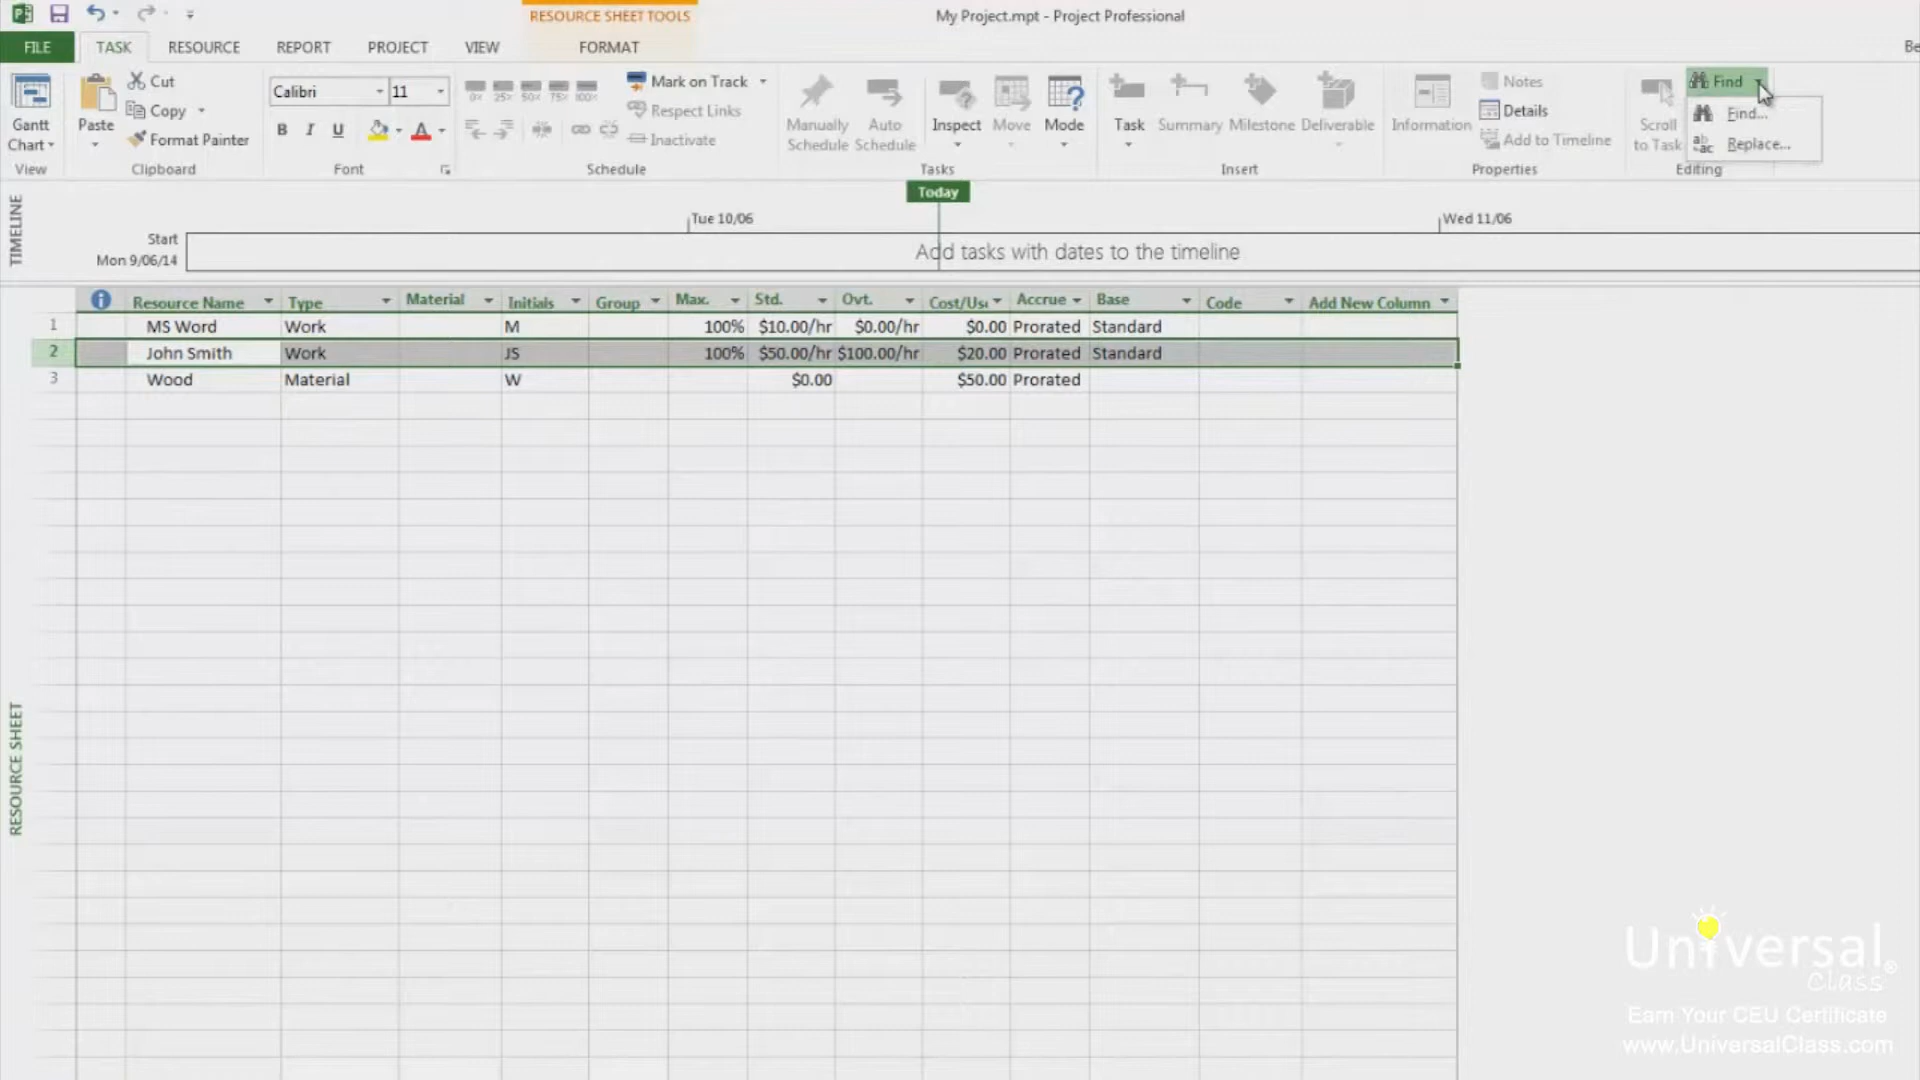 RESOURCE SHEET TOOLS
My Project.mpt - Project Professional
FILE TASK RESOURCE REPORT PROJECT VIEW FORMAT
Gantt Chart
View
Paste
Cut
Copy
Format Painter
Clipboard
Calibri 11
B I U
Font
0% 25% 50% 75% 100%
Mark on Track
Respect Links
Inactivate
Schedule
Manually Schedule
Auto Schedule
Inspect
Move
Mode
Tasks
Task
Summary
Milestone
Deliverable
Insert
Information
Notes
Details
Add to Timeline
Properties
Scroll to Task
Find
Find...
Replace...
Editing
TIMELINE
Today
Tue 10/06
Wed 11/06
Start
Mon 9/06/14
Add tasks with dates to the timeline
Resource Name Type Material Initials Group Max. Std. Ovt. Cost/Us Accrue Base Code Add New Column
1 MS Word Work M 100% $10.00/hr $0.00/hr $0.00 Prorated Standard
2 John Smith Work JS 100% $50.00/hr $100.00/hr $20.00 Prorated Standard
3 Wood Material W $0.00 $50.00 Prorated
RESOURCE SHEET
Universal
Class®
Earn Your CEU Certificate
www.UniversalClass.com